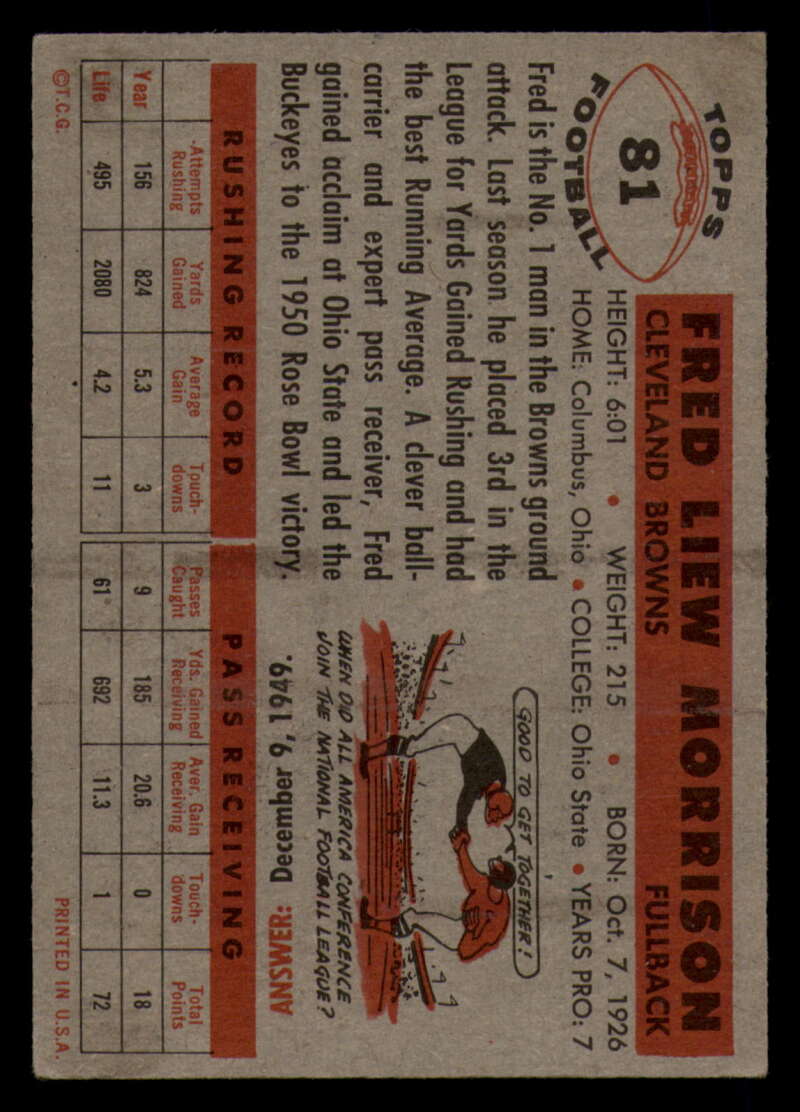 TOPPS
81
FOOTBALL
FRED LIEW MORRISON
CLEVELAND BROWNS FULLBACK
HEIGHT: 6:01 • WEIGHT: 215 • BORN: Oct. 7, 1926
HOME: Columbus, Ohio • COLLEGE: Ohio State • YEARS PRO: 7
Fred is the No. 1 man in the Browns ground
attack. Last season he placed 3rd in the
League for Yards Gained Rushing and had
the best Running Average. A clever ball-
carrier and expert pass receiver, Fred
gained acclaim at Ohio State and led the
Buckeyes to the 1950 Rose Bowl victory.
GOOD TO GET TOGETHER!
WHEN DID ALL AMERICA CONFERENCE
JOIN THE NATIONAL FOOTBALL LEAGUE?
ANSWER: December 9, 1949.
RUSHING RECORD PASS RECEIVING
Attempts Rushing Yards Gained Average Gain Touch-downs Passes Caught Yds. Gained Receiving Aver. Gain Receiving Touch-downs Total Points
Year 156 824 5.3 3 9 185 20.6 0 18
Life 495 2080 4.2 11 61 692 11.3 1 72
©T.C.G. PRINTED IN U.S.A.